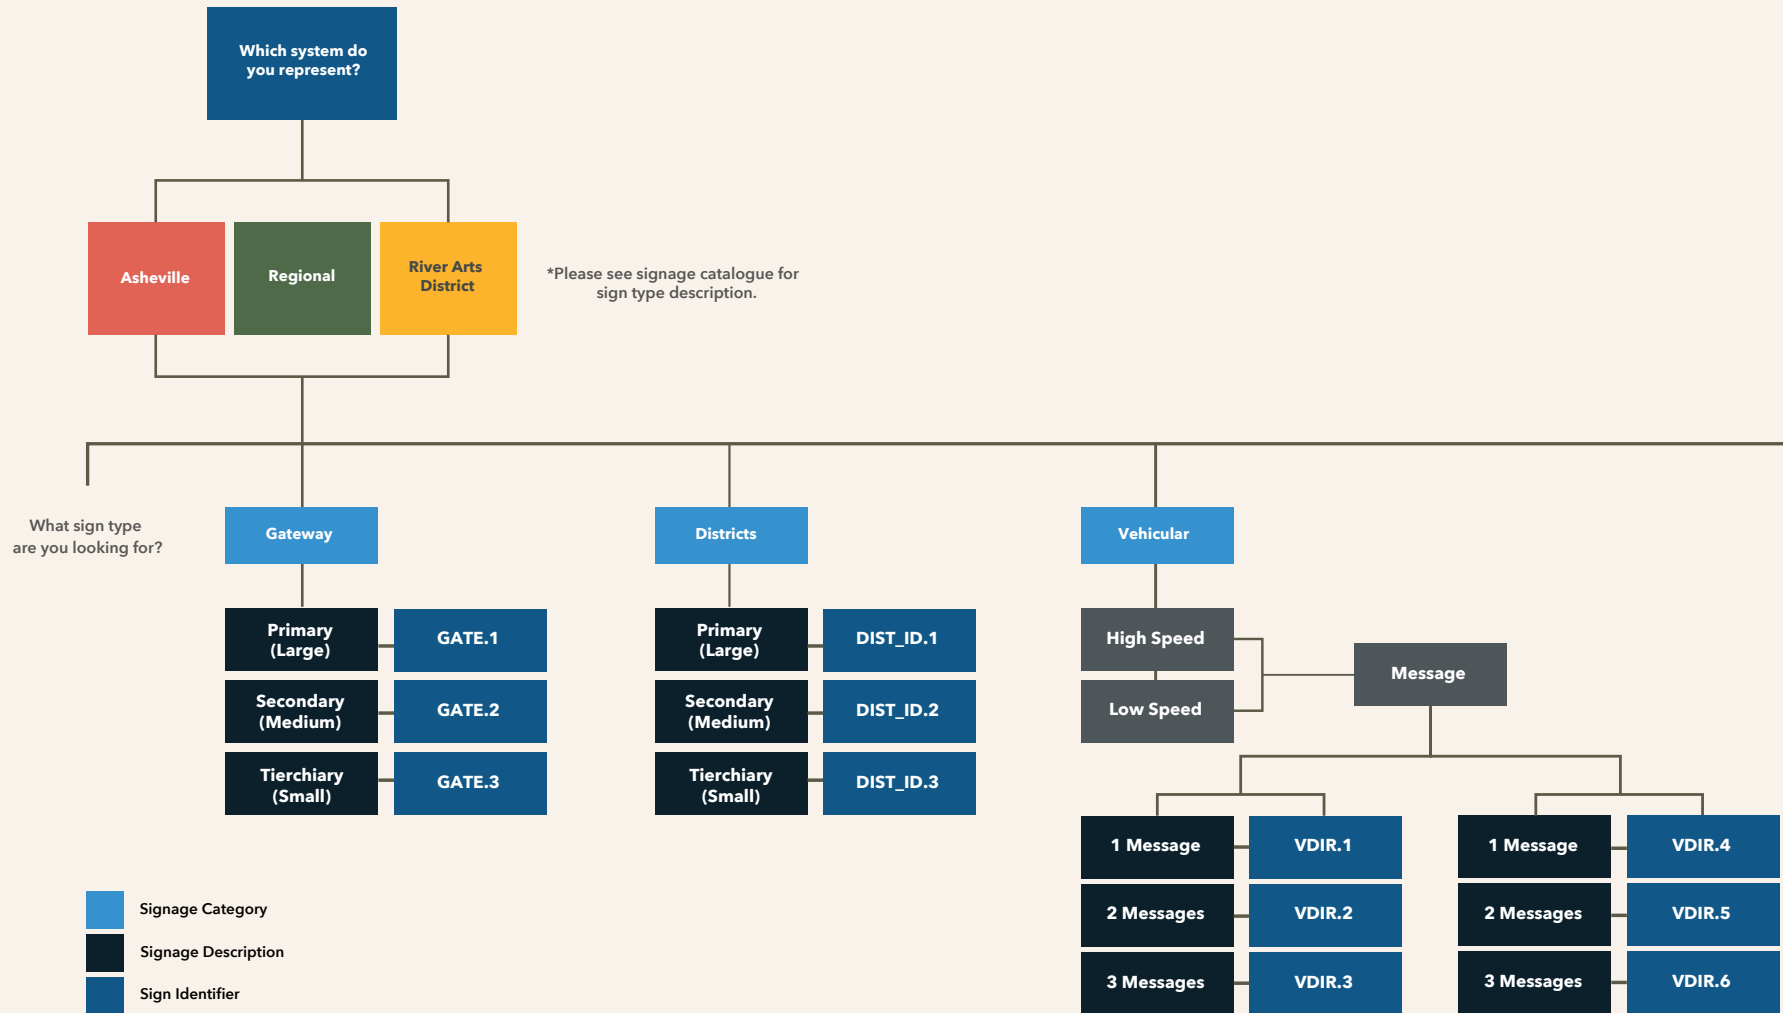 Which system do
you represent?
Asheville
Regional
River Arts
District
*Please see signage catalogue for
sign type description.
What sign type
are you looking for?
Gateway
Primary
(Large)
GATE.1
Secondary
(Medium)
GATE.2
Tierchiary
(Small)
GATE.3
Districts
Primary
(Large)
DIST_ID.1
Secondary
(Medium)
DIST_ID.2
Tierchiary
(Small)
DIST_ID.3
Vehicular
High Speed
Low Speed
Message
1 Message
VDIR.1
2 Messages
VDIR.2
3 Messages
VDIR.3
1 Message
VDIR.4
2 Messages
VDIR.5
3 Messages
VDIR.6
Signage Category
Signage Description
Sign Identifier